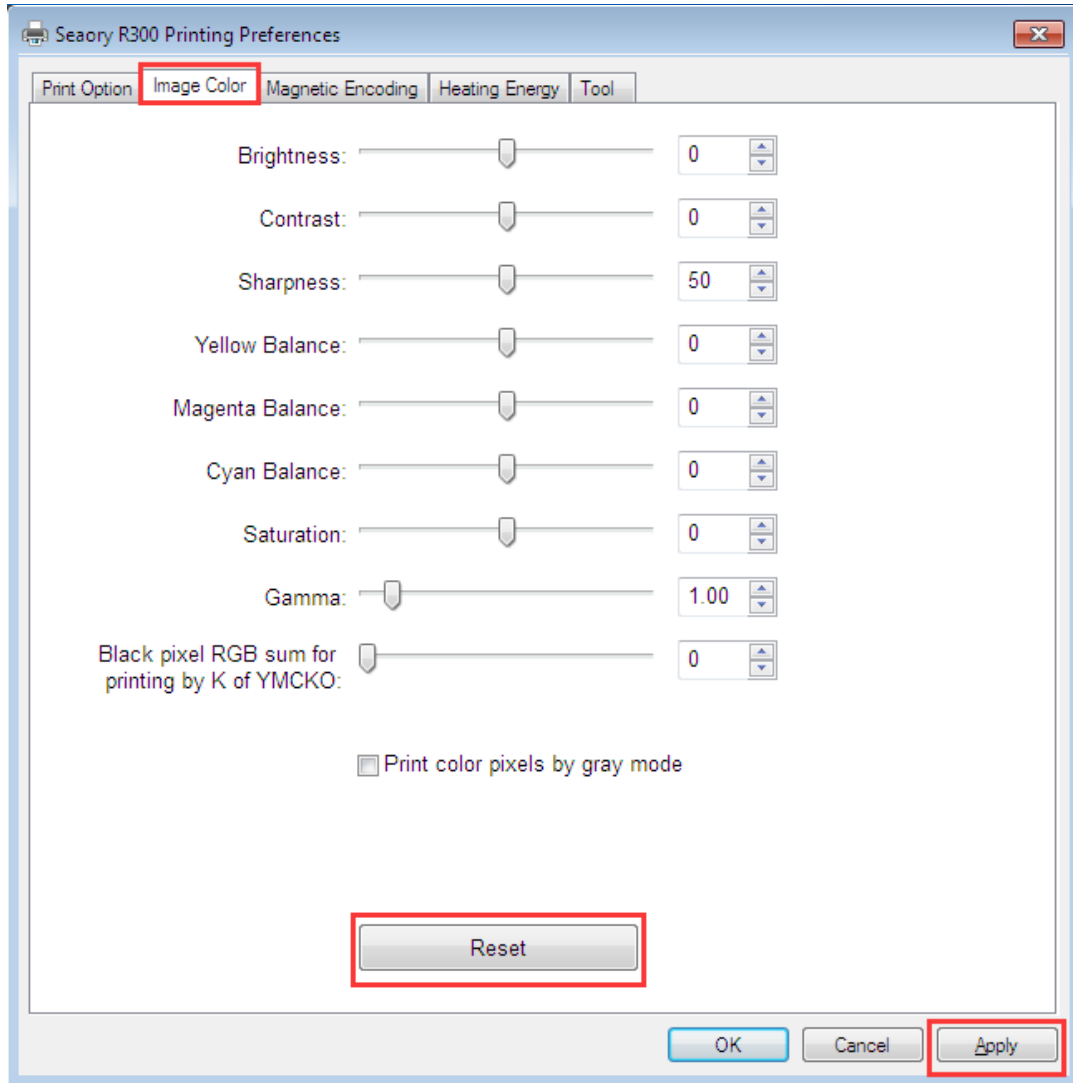 Seaory R300 Printing Preferences
Print Option Image Color Magnetic Encoding Heating Energy Tool
Brightness: 0
Contrast: 0
Sharpness: 50
Yellow Balance: 0
Magenta Balance: 0
Cyan Balance: 0
Saturation: 0
Gamma: 1.00
Black pixel RGB sum for
printing by K of YMCKO: 0
Print color pixels by gray mode
Reset
OK Cancel Apply